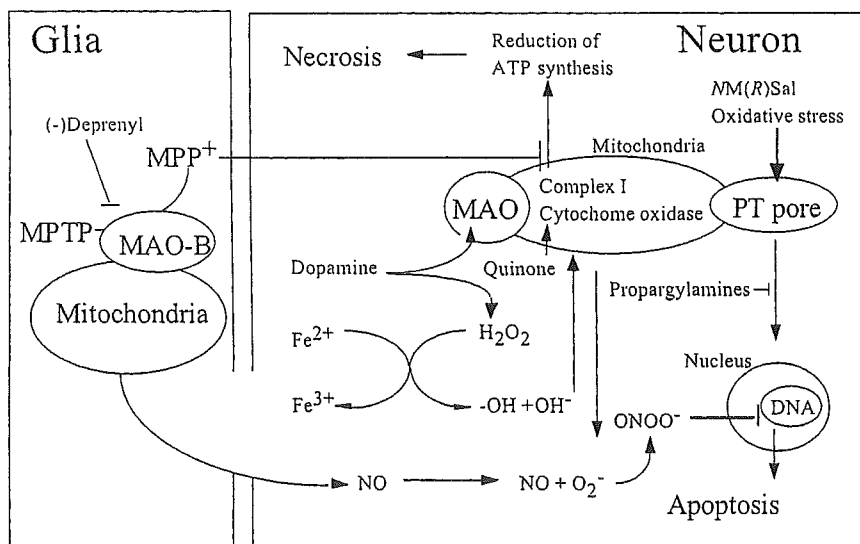 Glia
Neuron
Necrosis
Reduction of
ATP synthesis
NM(R)Sal
Oxidative stress
(-)Deprenyl
MPP+
Mitochondria
MPTP
MAO-B
MAO
Complex I
Cytochome oxidase
PT pore
Dopamine
Quinone
Propargylamines
Mitochondria
Fe2+
H2O2
Nucleus
Fe3+
-OH +OH-
ONOO-
DNA
NO
NO + O2-
Apoptosis